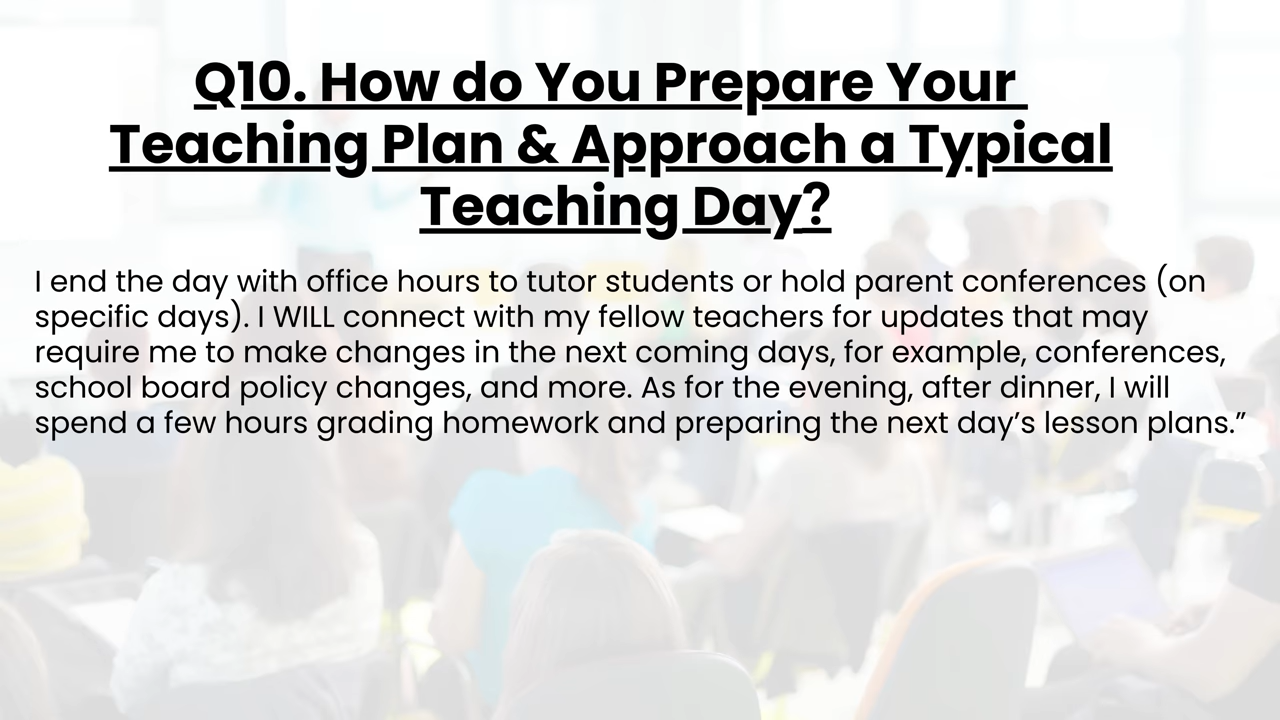 Q10. How do You Prepare Your
Teaching Plan & Approach a Typical
Teaching Day?
I end the day with office hours to tutor students or hold parent conferences (on
specific days). I WILL connect with my fellow teachers for updates that may
require me to make changes in the next coming days, for example, conferences,
school board policy changes, and more. As for the evening, after dinner, I will
spend a few hours grading homework and preparing the next day’s lesson plans.”